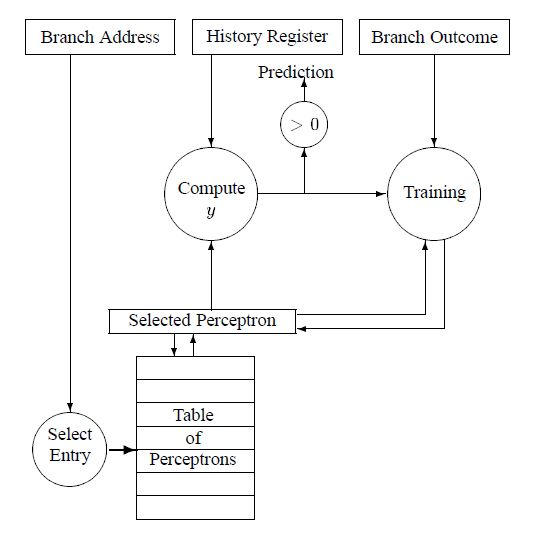 Branch Address
History Register
Branch Outcome
Prediction
> 0
Compute
y
Training
Selected Perceptron
Table
of
Perceptrons
Select
Entry